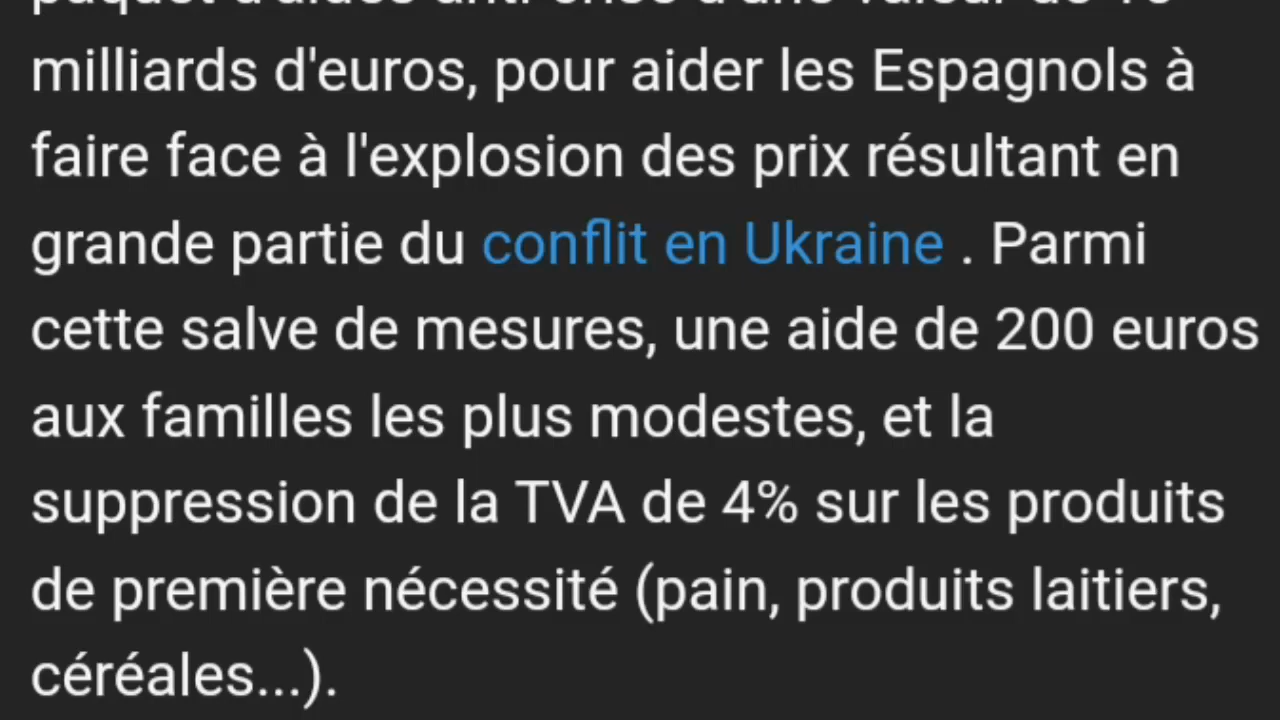 milliards d'euros, pour aider les Espagnols à
faire face à l'explosion des prix résultant en
grande partie du conflit en Ukraine . Parmi
cette salve de mesures, une aide de 200 euros
aux familles les plus modestes, et la
suppression de la TVA de 4% sur les produits
de première nécessité (pain, produits laitiers,
céréales...).